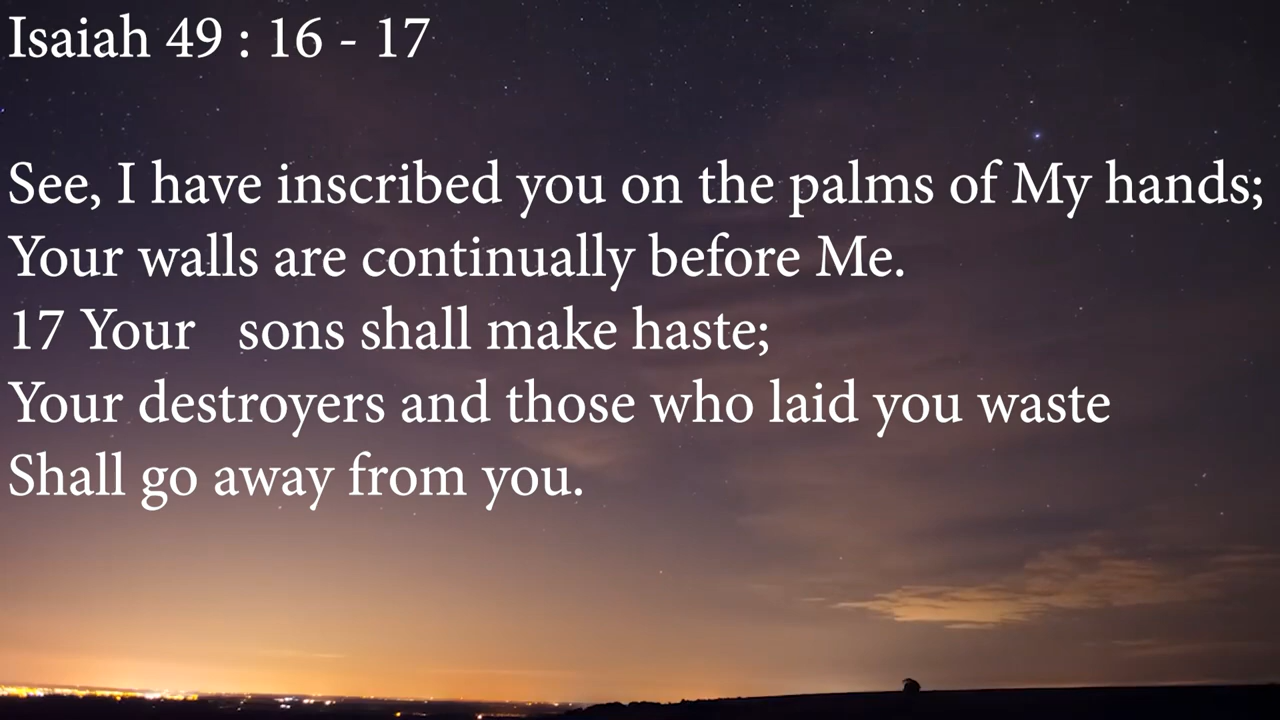 Isaiah 49 : 16 - 17
See, I have inscribed you on the palms of My hands;
Your walls are continually before Me.
17 Your   sons shall make haste;
Your destroyers and those who laid you waste
Shall go away from you.